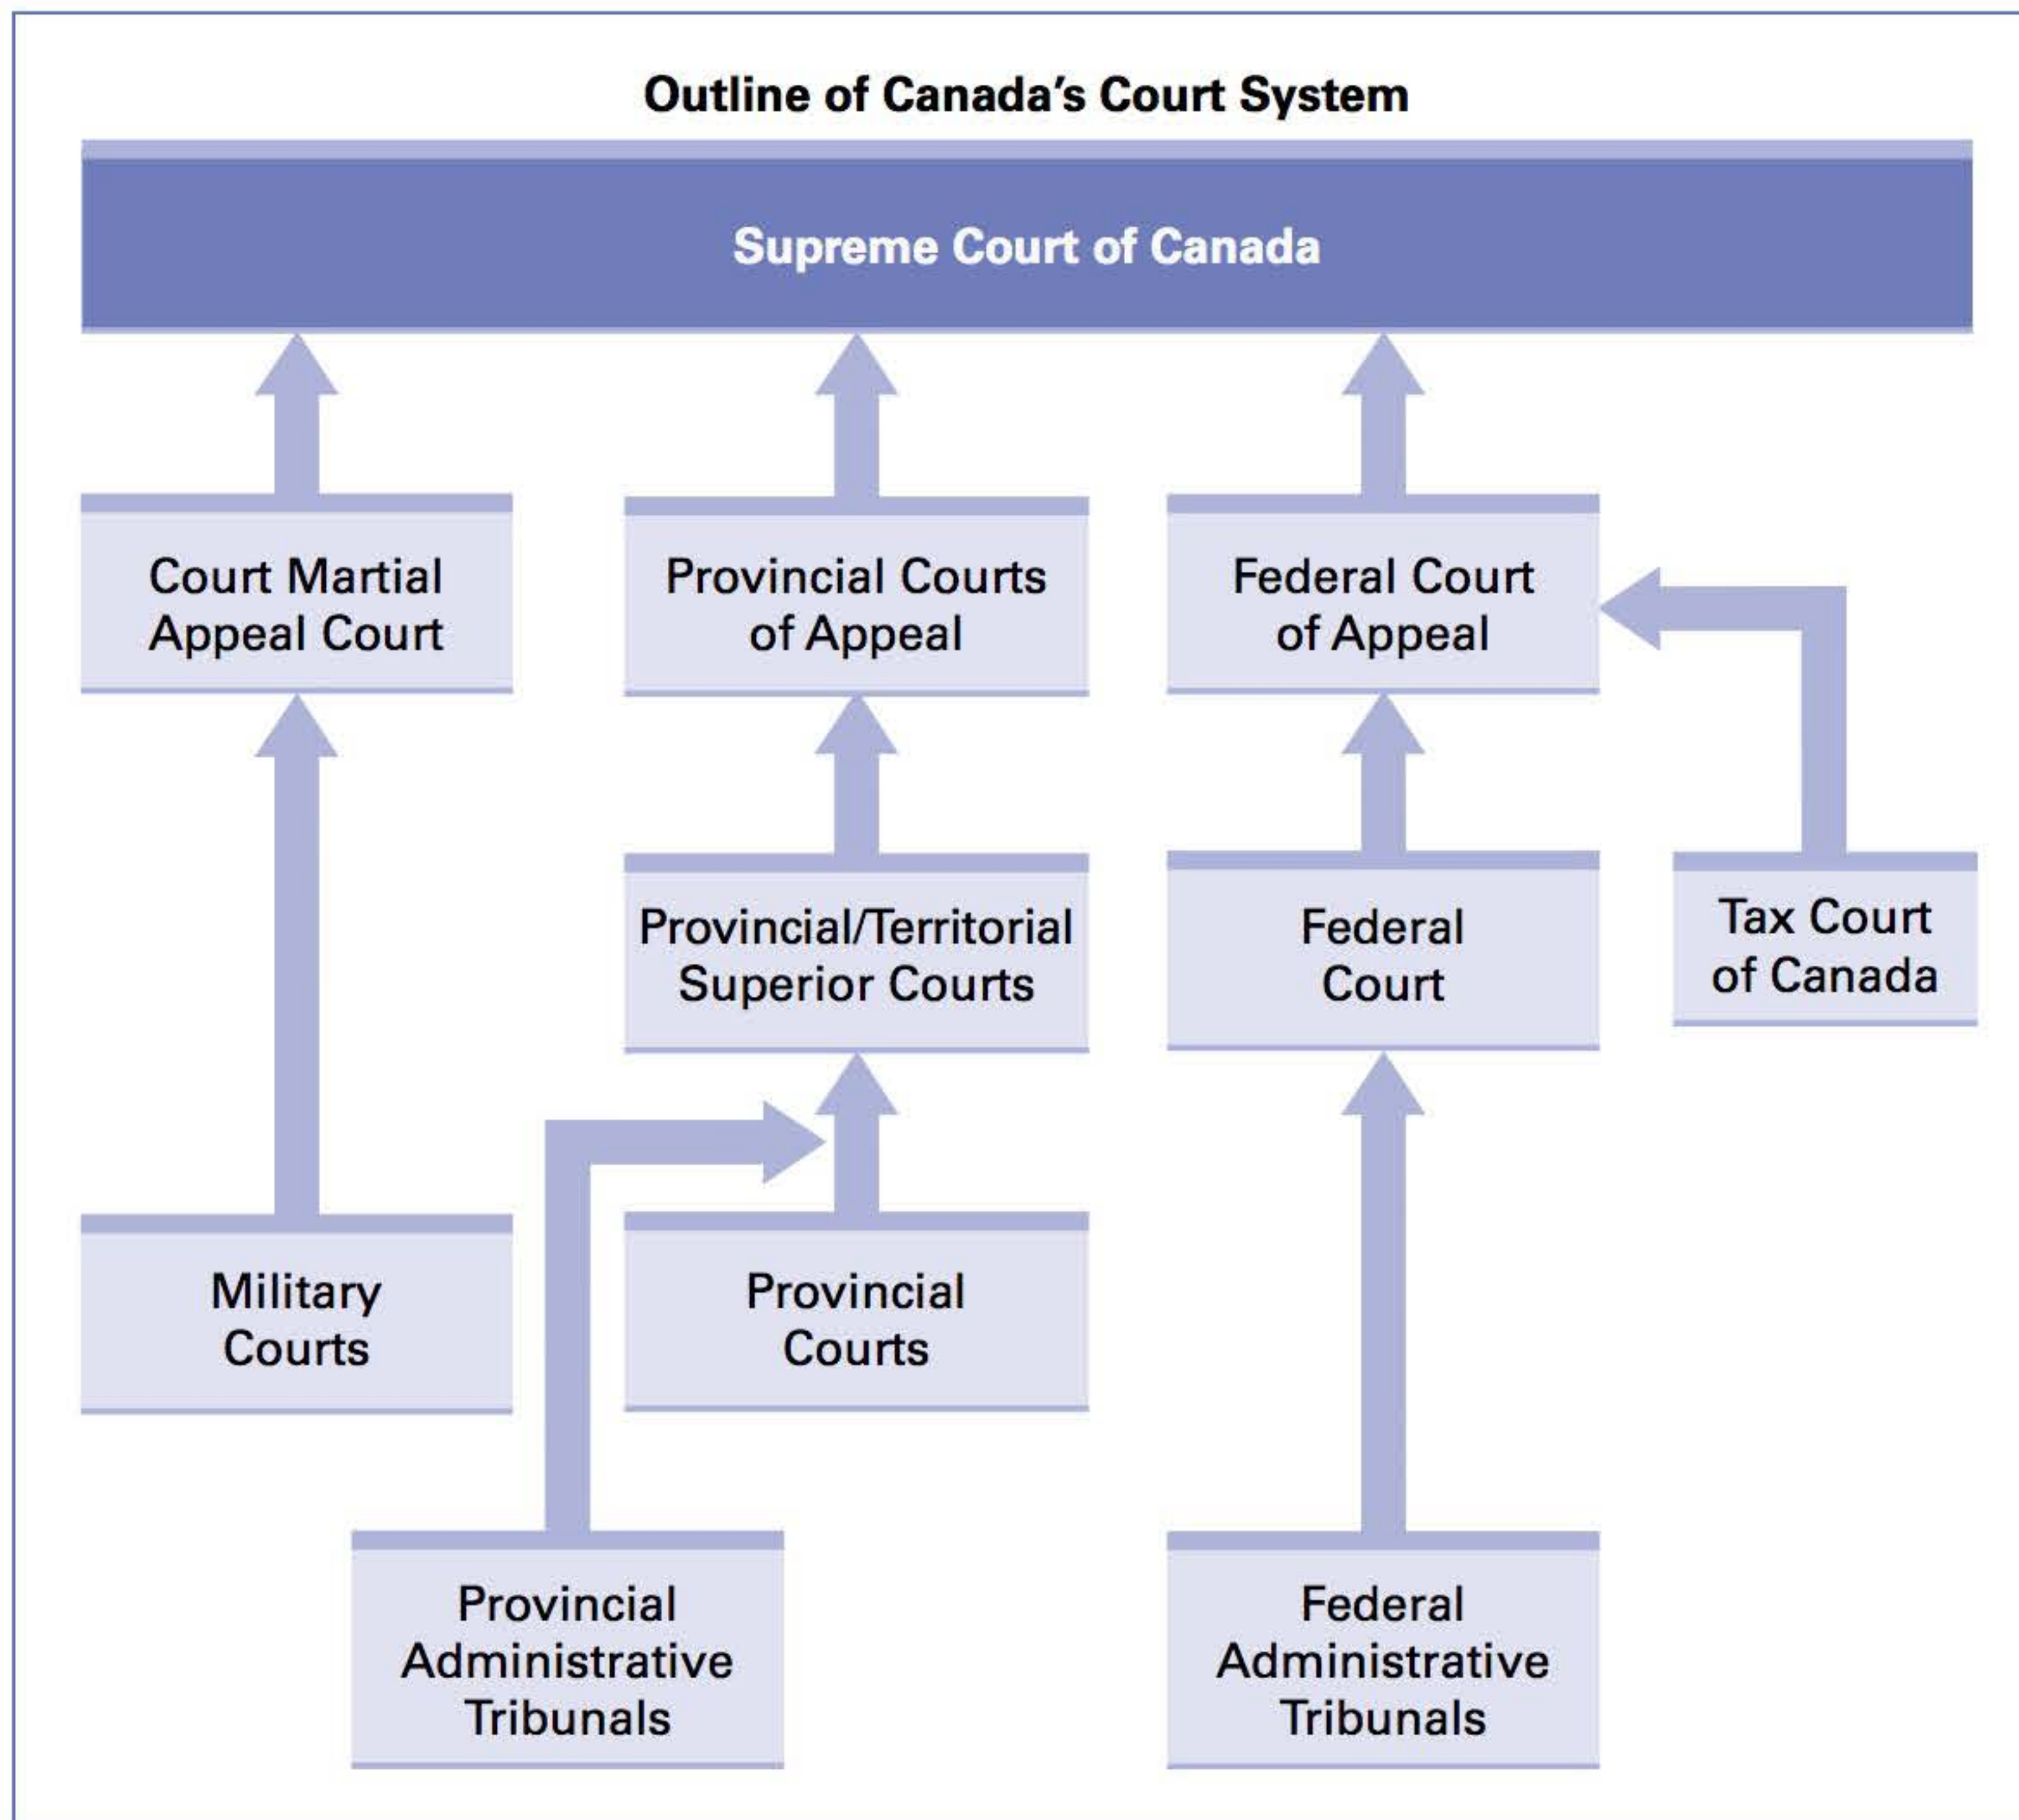 Outline of Canada's Court System
Supreme Court of Canada
Court Martial
Appeal Court
Provincial Courts
of Appeal
Federal Court
of Appeal
Provincial/Territorial
Superior Courts
Federal
Court
Tax Court
of Canada
Military
Courts
Provincial
Courts
Provincial
Administrative
Tribunals
Federal
Administrative
Tribunals